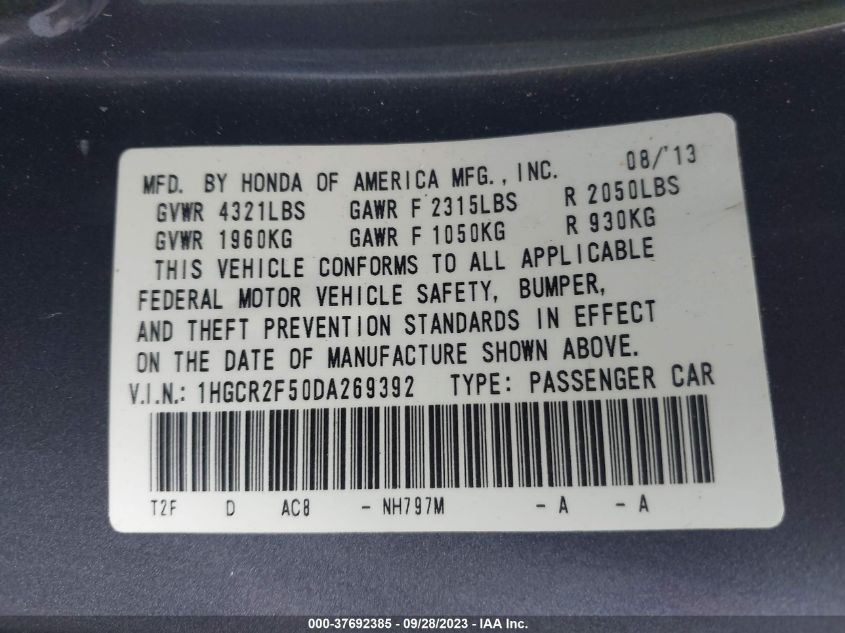 MFD. BY HONDA OF AMERICA MFG., INC. 08/'13
GVWR 4321LBS GAWR F 2315LBS R 2050LBS
GVWR 1960KG GAWR F 1050KG R 930KG
THIS VEHICLE CONFORMS TO ALL APPLICABLE
FEDERAL MOTOR VEHICLE SAFETY, BUMPER,
AND THEFT PREVENTION STANDARDS IN EFFECT
ON THE DATE OF MANUFACTURE SHOWN ABOVE.
V.I.N.: 1HGCR2F50DA269392 TYPE: PASSENGER CAR
T2F D AC8 - NH797M - A - A
000-37692385 - 09/28/2023 - IAA Inc.